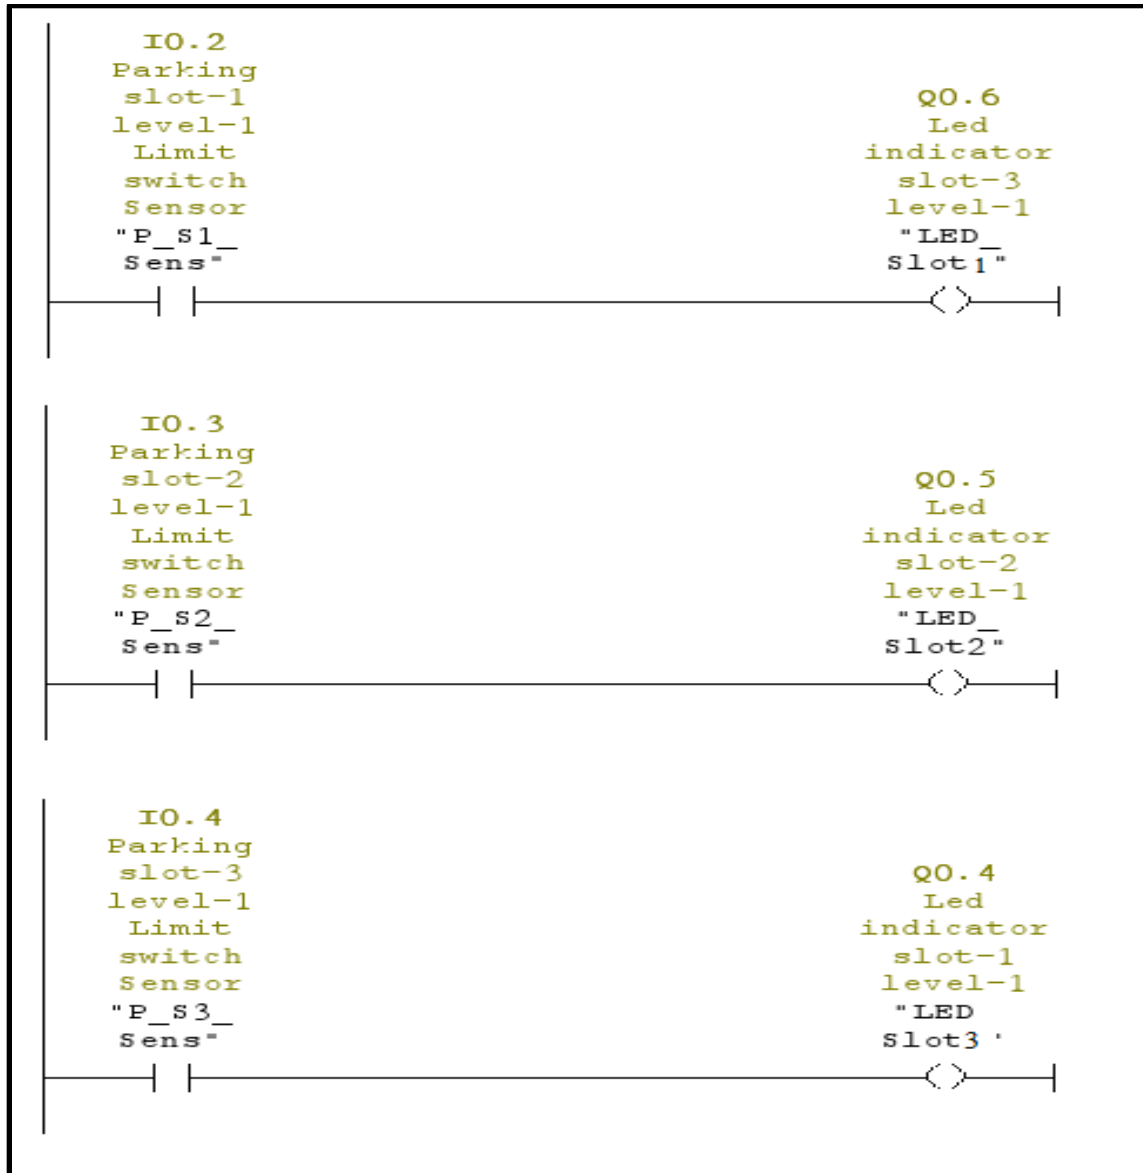 I0.2
Parking
slot-1
level-1
Limit
switch
Sensor
"P_S1_
Sens"
Q0.6
Led
indicator
slot-3
level-1
"LED_
Slot1"
I0.3
Parking
slot-2
level-1
Limit
switch
Sensor
"P_S2_
Sens"
Q0.5
Led
indicator
slot-2
level-1
"LED_
Slot2"
I0.4
Parking
slot-3
level-1
Limit
switch
Sensor
"P_S3_
Sens"
Q0.4
Led
indicator
slot-1
level-1
"LED
Slot3 '